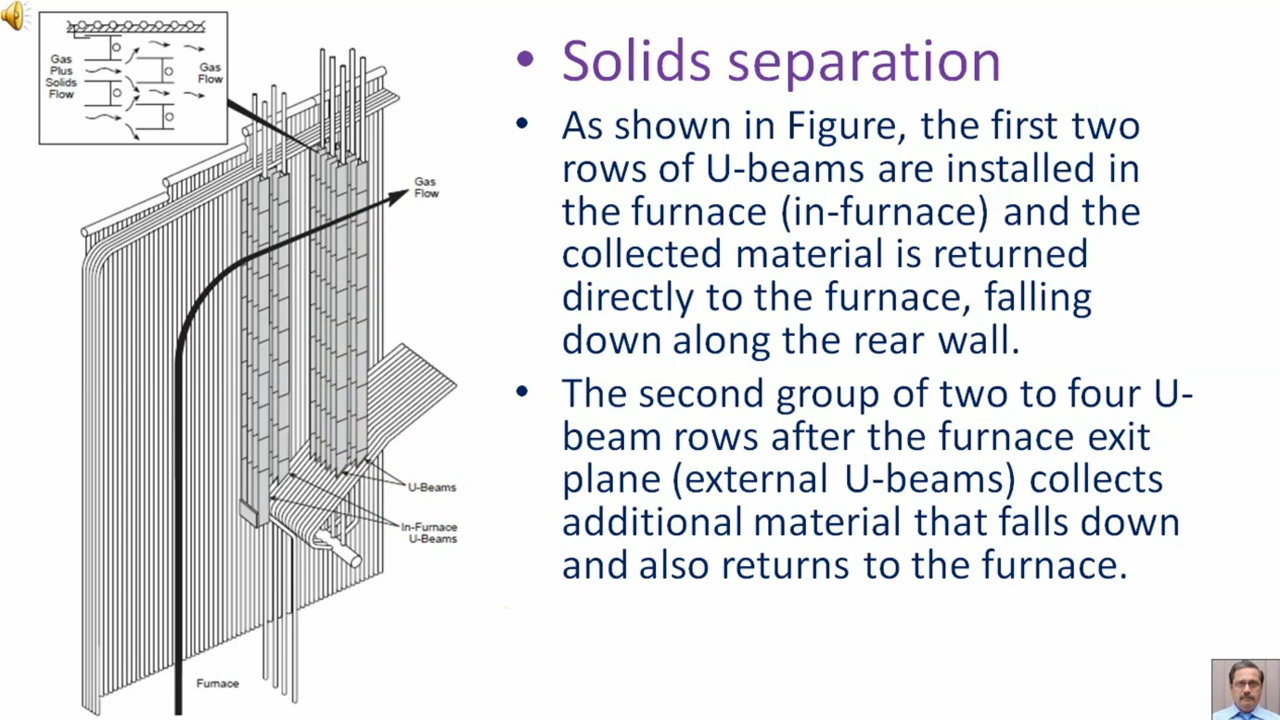 Gas
Plus
Solids
Flow
Gas
Flow
Gas
Flow
U-Beams
In-Furnace
U-Beams
Furnace
• Solids separation
• As shown in Figure, the first two
rows of U-beams are installed in
the furnace (in-furnace) and the
collected material is returned
directly to the furnace, falling
down along the rear wall.
• The second group of two to four U-
beam rows after the furnace exit
plane (external U-beams) collects
additional material that falls down
and also returns to the furnace.